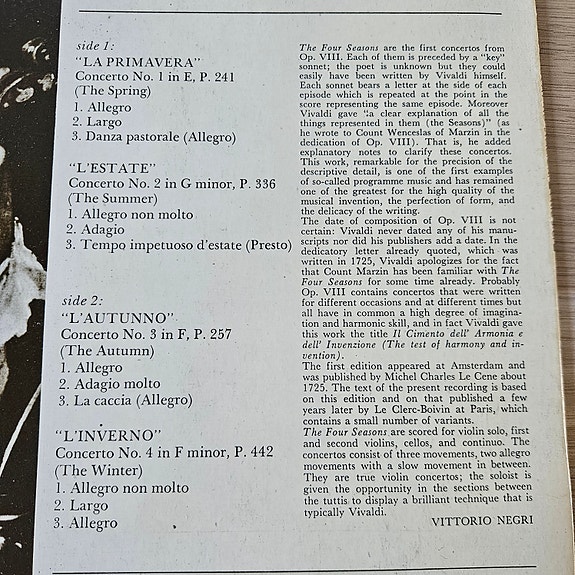 side 1:
"LA PRIMAVERA"
Concerto No. 1 in E, P. 241
(The Spring)
1. Allegro
2. Largo
3. Danza pastorale (Allegro)
"L'ESTATE"
Concerto No. 2 in G minor, P. 336
(The Summer)
1. Allegro non molto
2. Adagio
3. Tempo impetuoso d'estate (Presto)
side 2:
"L'AUTUNNO"
Concerto No. 3 in F, P. 257
(The Autumn)
1. Allegro
2. Adagio molto
3. La caccia (Allegro)
"L'INVERNO"
Concerto No. 4 in F minor, P. 442
(The Winter)
1. Allegro non molto
2. Largo
3. Allegro
The Four Seasons are the first concertos from
Op. VIII. Each of them is preceded by a "key"
sonnet; the poet is unknown but they could
easily have been written by Vivaldi himself.
Each sonnet bears a letter at the side of each
episode which is repeated at the point in the
score representing the same episode. Moreover
Vivaldi gave "a clear explanation of all the
things represented in them (the Seasons)" (as
he wrote to Count Wenceslas of Marzin in the
dedication of Op. VIII). That is, he added
explanatory notes to clarify these concertos.
This work, remarkable for the precision of the
descriptive detail, is one of the first examples
of so-called programme music and has remained
one of the greatest for the high quality of the
musical invention, the perfection of form, and
the delicacy of the writing.
The date of composition of Op. VIII is not
certain: Vivaldi never dated any of his manu-
scripts nor did his publishers add a date. In the
dedicatory letter already quoted, which was
written in 1725, Vivaldi apologizes for the fact
that Count Marzin has been familiar with The
Four Seasons for some time already. Probably
Op. VIII contains concertos that were written
for different occasions and at different times but
all have in common a high degree of imagina-
tion and harmonic skill, and in fact Vivaldi gave
this work the title Il Cimento dell' Armonia e
dell' Invenzione (The test of harmony and in-
vention).
The first edition appeared at Amsterdam and
was published by Michel Charles Le Cene about
1725. The text of the present recording is based
on this edition and on that published a few
years later by Le Clerc-Boivin at Paris, which
contains a small number of variants.
The Four Seasons are scored for violin solo, first
and second violins, cellos, and continuo. The
concertos consist of three movements, two allegro
movements with a slow movement in between.
They are true violin concertos; the soloist is
given the opportunity in the sections between
the tuttis to display a brilliant technique that is
typically Vivaldi.
VITTORIO NEGRI